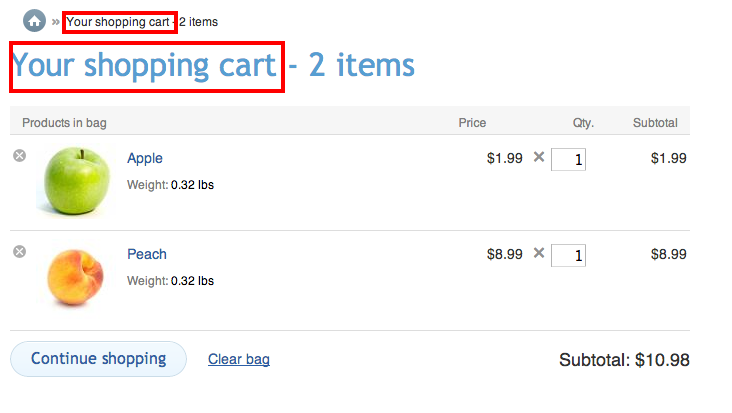 » Your shopping cart - 2 items
Your shopping cart - 2 items
Products in bag Price Qty. Subtotal
Apple $1.99 × 1 $1.99
Weight: 0.32 lbs
Peach $8.99 × 1 $8.99
Weight: 0.32 lbs
Continue shopping Clear bag Subtotal: $10.98